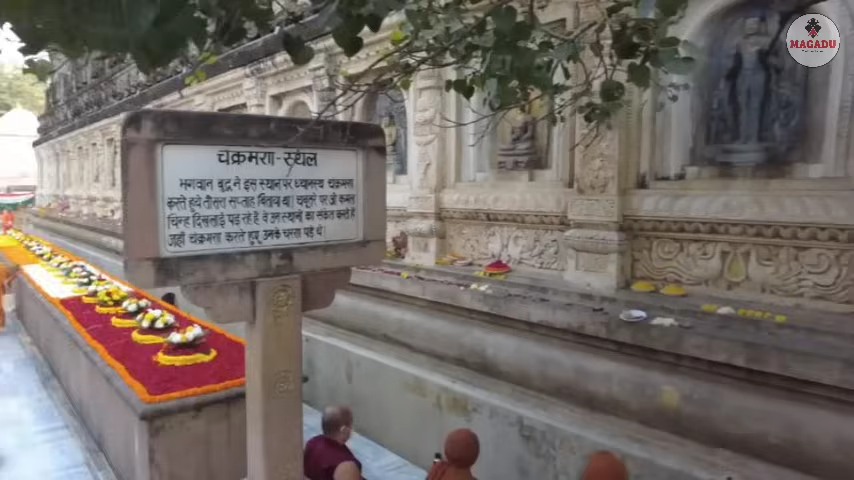 MAGADU
चक्रमण-स्थल
भगवान बुद्ध ने इस स्थान पर ध्यानस्थ चक्रमण
करते हुये तीसरा सप्ताह बिताया था। चबूतरे पर जो कमल
चिन्ह दिखलाई पड़ रहे हैं, वे उन स्थानों का संकेत करते हैं
जहाँ चक्रमण करते हुए उनके चरण पड़े थे।